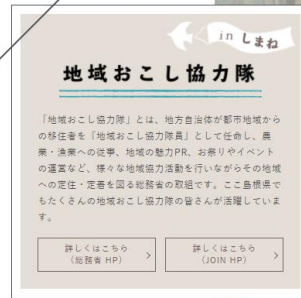 in しまね
地域おこし協力隊
「地域おこし協力隊」とは、地方自治体が都市地域から
の移住者を『地域おこし協力隊員』として任命し、農
業・漁業への従事、地域の魅力PR、お祭りやイベント
の運営など、様々な地域協力活動を行いながらその地域
への定住・定着を図る総務省の取組です。ここ島根県で
もたくさんの地域おこし協力隊の皆さんが活躍していま
す。
詳しくはこちら
（総務省 HP）
詳しくはこちら
（JOIN HP）